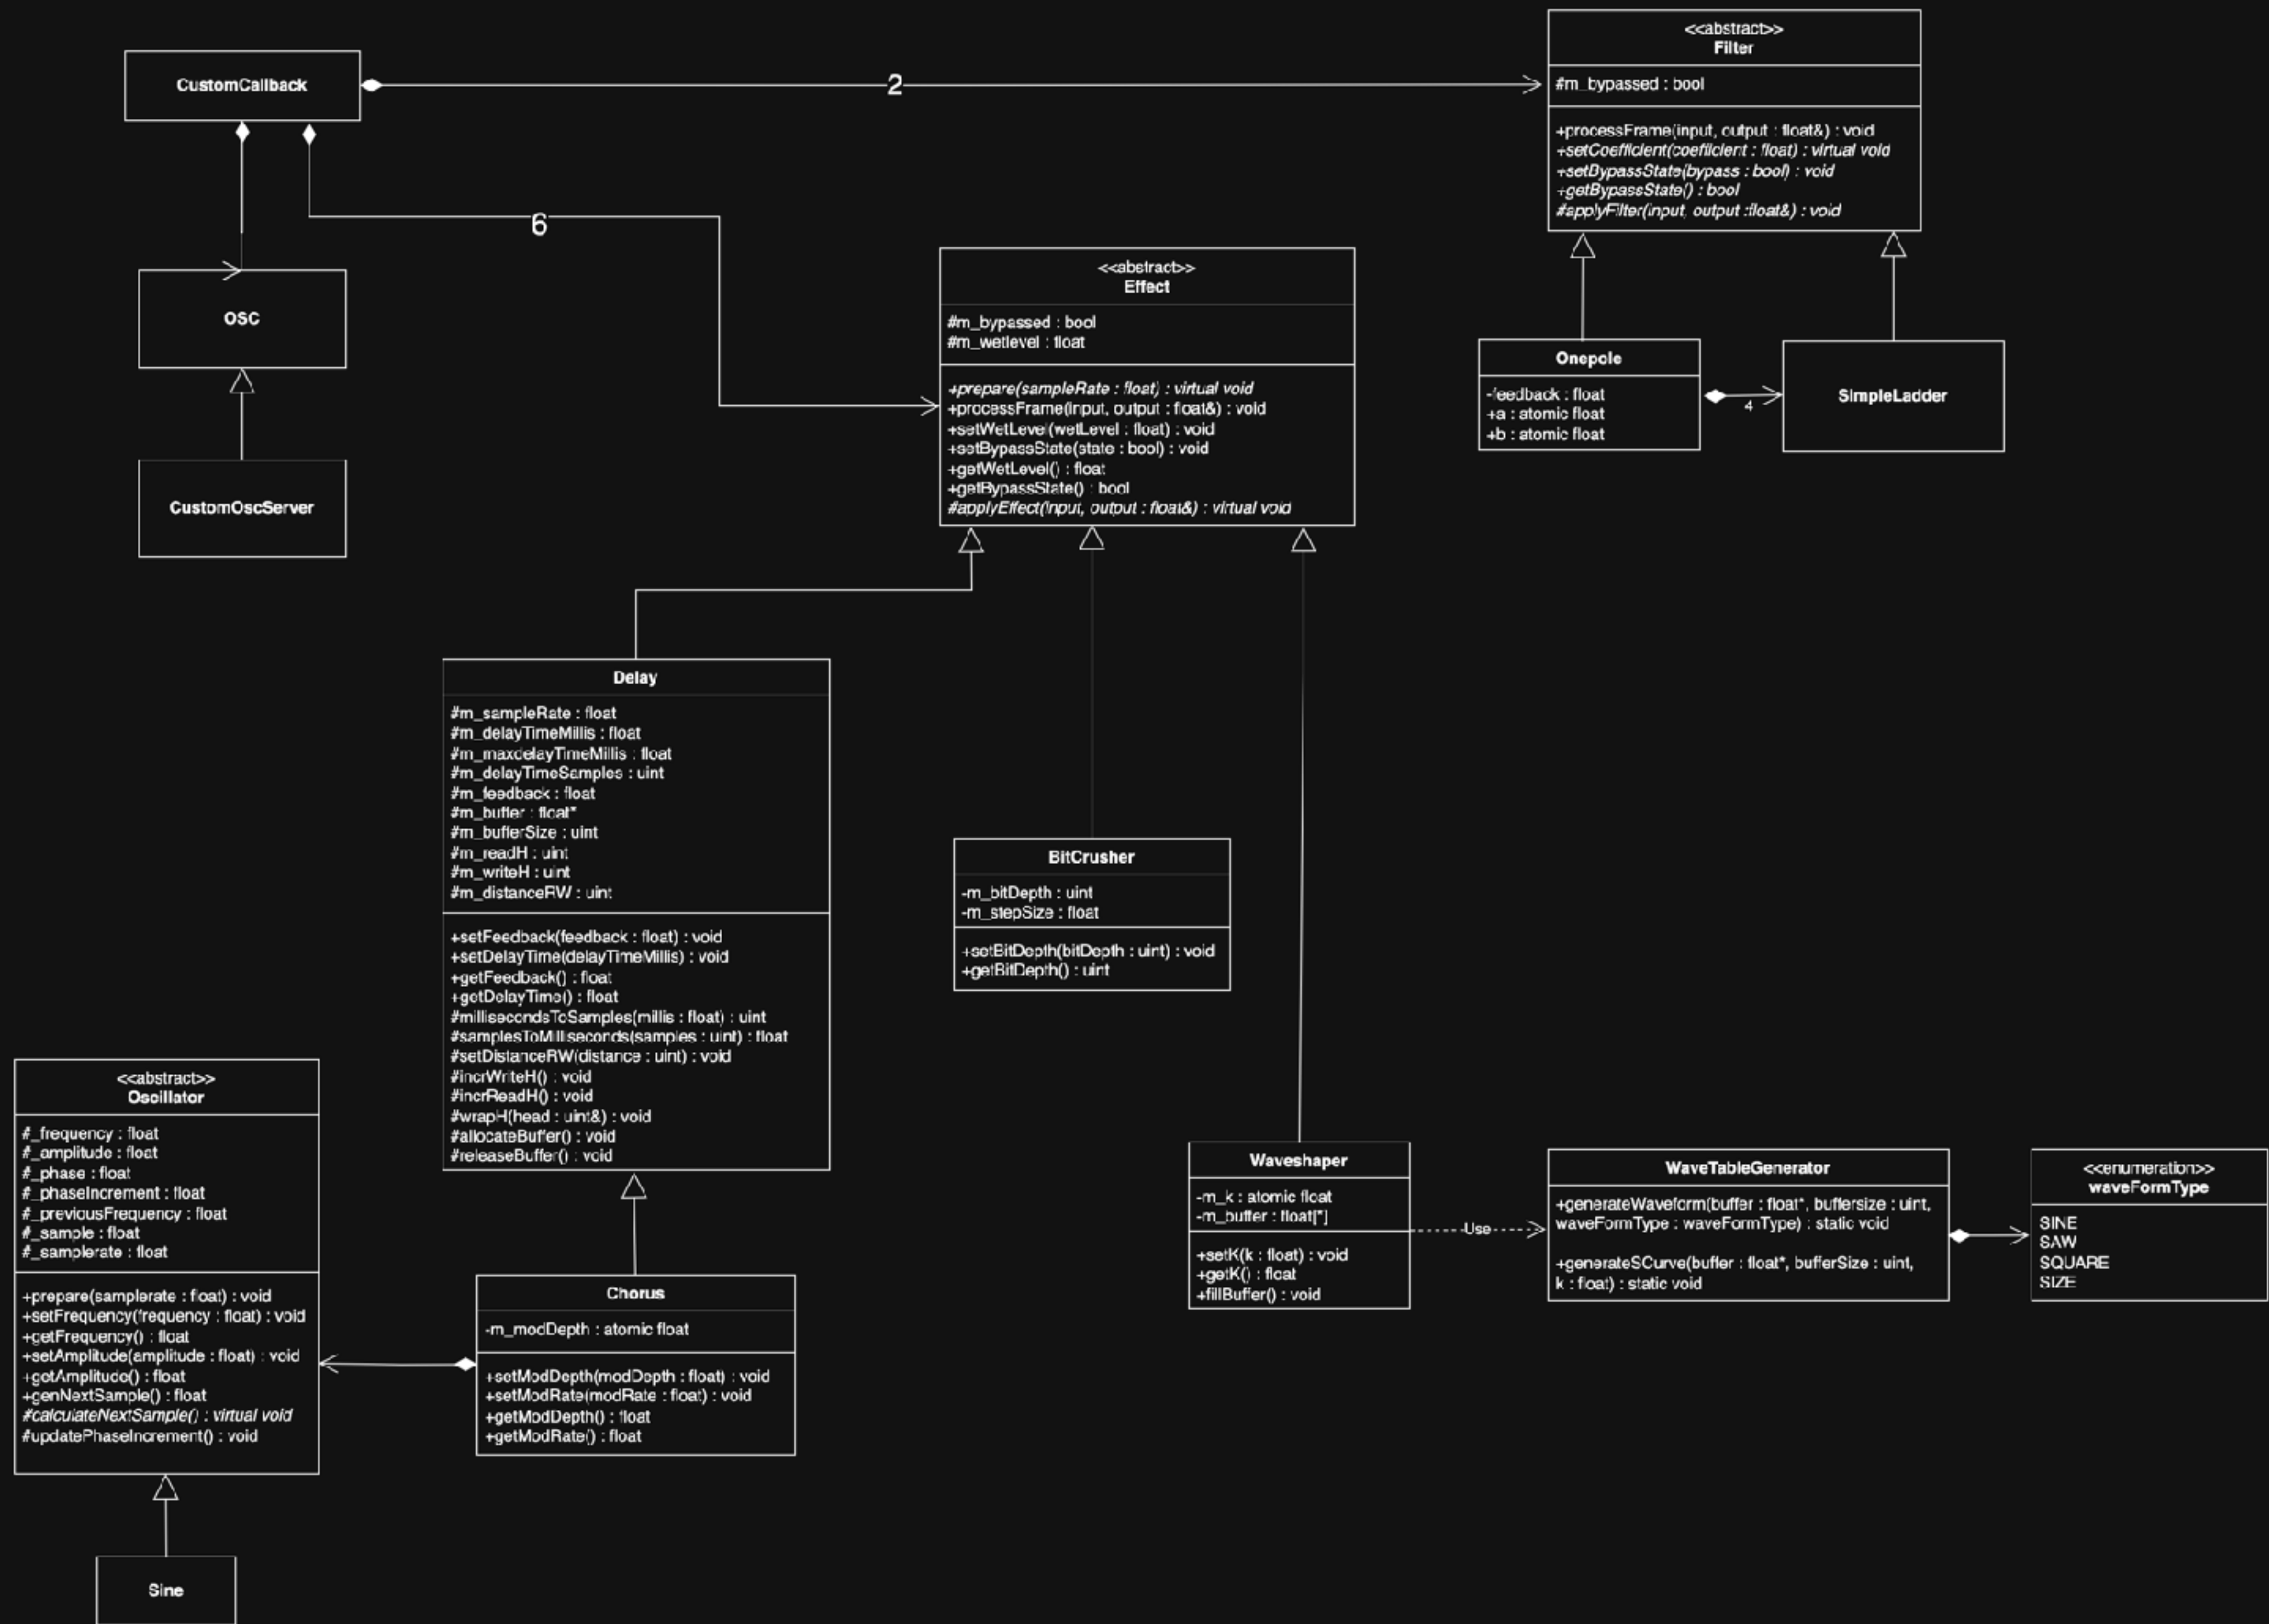 CustomCallback
2
<<abstract>>
Filter
#m_bypassed : bool
+processFrame(input, output : float&) : void
+setCoefficient(coefficient : float) : virtual void
+setBypassState(bypass : bool) : void
+getBypassState() : bool
#applyFilter(input, output :float&) : void
6
OSC
CustomOscServer
<<abstract>>
Effect
#m_bypassed : bool
#m_wetlevel : float
+prepare(sampleRate : float) : virtual void
+processFrame(input, output : float&) : void
+setWetLevel(wetLevel : float) : void
+setBypassState(state : bool) : void
+getWetLevel() : float
+getBypassState() : bool
#applyEffect(input, output : float&) : virtual void
Onepole
-feedback : float
+a : atomic float
+b : atomic float
4
SimpleLadder
Delay
#m_sampleRate : float
#m_delayTimeMillis : float
#m_maxdelayTimeMillis : float
#m_delayTimeSamples : uint
#m_feedback : float
#m_buffer : float*
#m_bufferSize : uint
#m_readH : uint
#m_writeH : uint
#m_distanceRW : uint
+setFeedback(feedback : float) : void
+setDelayTime(delayTimeMillis) : void
+getFeedback() : float
+getDelayTime() : float
#millisecondsToSamples(millis : float) : uint
#samplesToMilliseconds(samples : uint) : float
#setDistanceRW(distance : uint) : void
#incrWriteH() : void
#incrReadH() : void
#wrapH(head : uint&) : void
#allocateBuffer() : void
#releaseBuffer() : void
BitCrusher
-m_bitDepth : uint
-m_stepSize : float
+setBitDepth(bitDepth : uint) : void
+getBitDepth() : uint
<<abstract>>
Oscillator
#_frequency : float
#_amplitude : float
#_phase : float
#_phaseIncrement : float
#_previousFrequency : float
#_sample : float
#_samplerate : float
+prepare(samplerate : float) : void
+setFrequency(frequency : float) : void
+getFrequency() : float
+setAmplitude(amplitude : float) : void
+getAmplitude() : float
+genNextSample() : float
#calculateNextSample() : virtual void
#updatePhaseIncrement() : void
Sine
Chorus
-m_modDepth : atomic float
+setModDepth(modDepth : float) : void
+setModRate(modRate : float) : void
+getModDepth() : float
+getModRate() : float
Waveshaper
-m_k : atomic float
-m_buffer : float[*]
+setK(k : float) : void
+getK() : float
+fillBuffer() : void
Use
WaveTableGenerator
+generateWaveform(buffer : float*, buffersize : uint,
waveFormType : waveFormType) : static void
+generateSCurve(buffer : float*, bufferSize : uint,
k : float) : static void
<<enumeration>>
waveFormType
SINE
SAW
SQUARE
SIZE